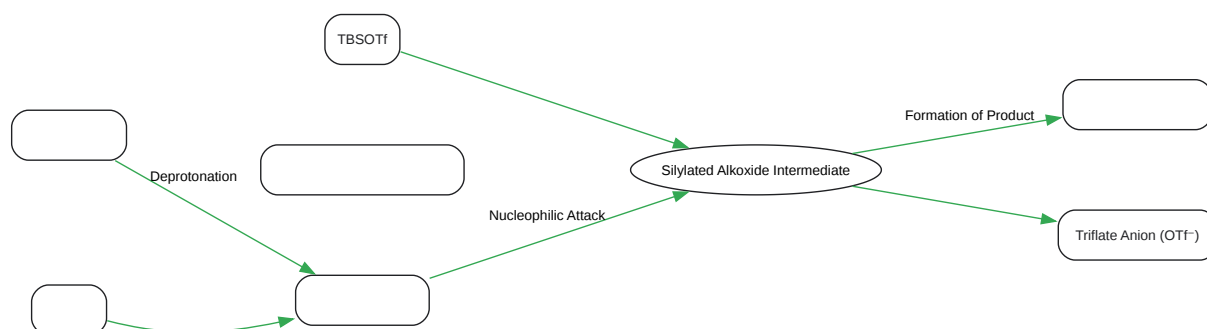 TBSOTf
Formation of Product
Silylated Alkoxide Intermediate
Deprotonation
Nucleophilic Attack
Triflate Anion (OTf⁻)